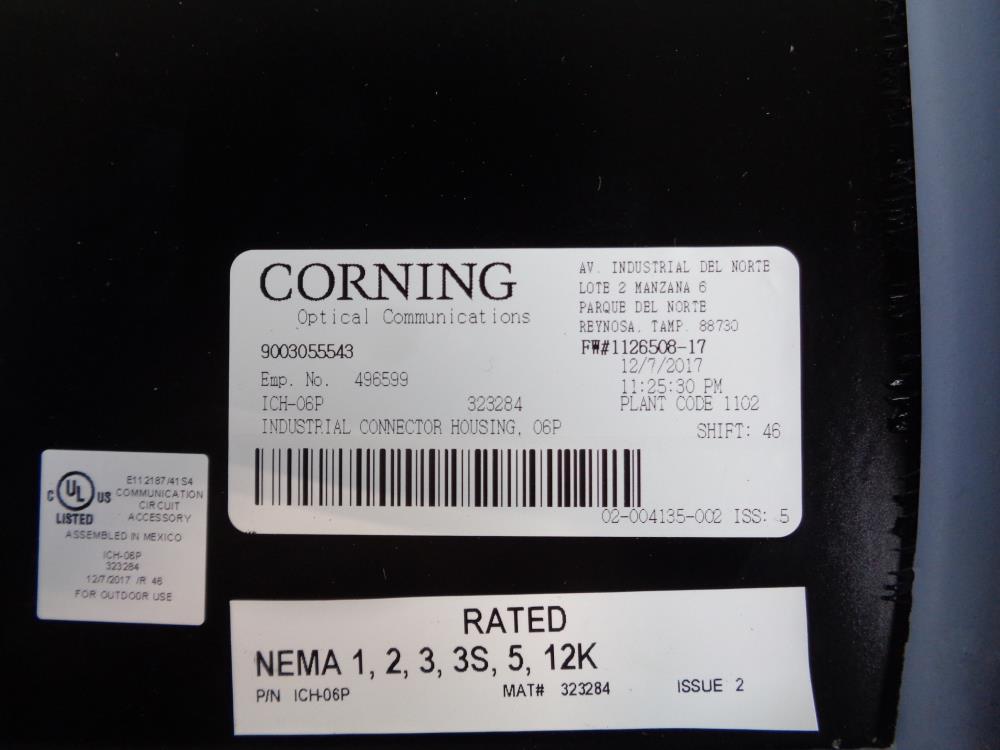 CORNING
Optical Communications
9003055543
Emp. No. 496599
ICH-06P 323284
INDUSTRIAL CONNECTOR HOUSING, 06P
AV. INDUSTRIAL DEL NORTE
LOTE 2 MANZANA 6
PARQUE DEL NORTE
REYNOSA, TAMP. 88730
FW#1126508-17
12/7/2017
11:25:30 PM
PLANT CODE 1102
SHIFT: 46
02-004135-002 ISS: 5
C UL US
LISTED
E112187/41S4
COMMUNICATION
CIRCUIT
ACCESSORY
ASSEMBLED IN MEXICO
ICH-06P
323284
12/7/2017 /R 46
FOR OUTDOOR USE
RATED
NEMA 1, 2, 3, 3S, 5, 12K
P/N ICH-06P MAT# 323284 ISSUE 2